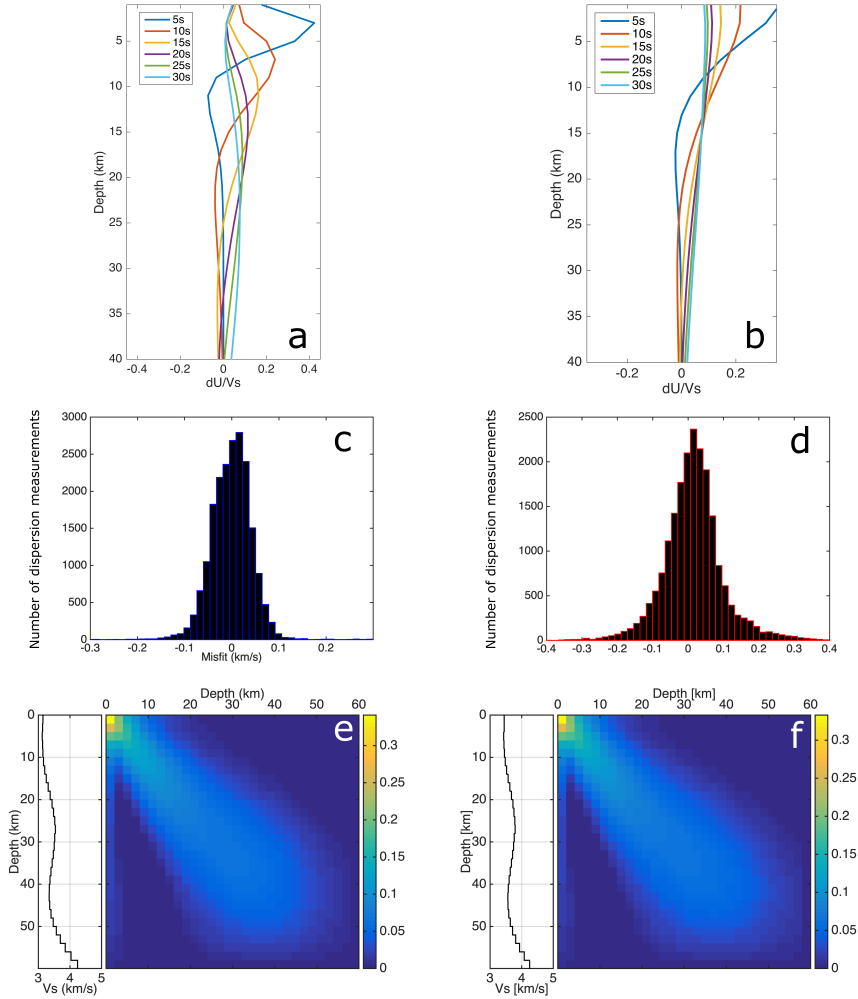 5s
10s
15s
20s
25s
30s
5
10
15
20
25
30
35
40
Depth (km)
-0.4 -0.2 0 0.2 0.4
dU/Vs
a
5s
10s
15s
20s
25s
30s
5
10
15
20
25
30
35
40
Depth (km)
-0.2 0 0.2
dU/Vs
b
Number of dispersion measurements
3000
2500
2000
1500
1000
500
0
-0.3 -0.2 -0.1 0 0.1 0.2
Misfit (km/s)
c
Number of dispersion measurements
2500
2000
1500
1000
500
0
-0.4 -0.3 -0.2 -0.1 0 0.1 0.2 0.3 0.4
d
Depth (km)
0 10 20 30 40 50 60
0
10
20
30
40
50
Depth (km)
3 4 5
Vs (km/s)
e
0.3
0.25
0.2
0.15
0.1
0.05
0
Depth [km]
0 10 20 30 40 50 60
0
10
20
30
40
50
Depth [km]
3 4 5
Vs [km/s]
f
0.3
0.25
0.2
0.15
0.1
0.05
0